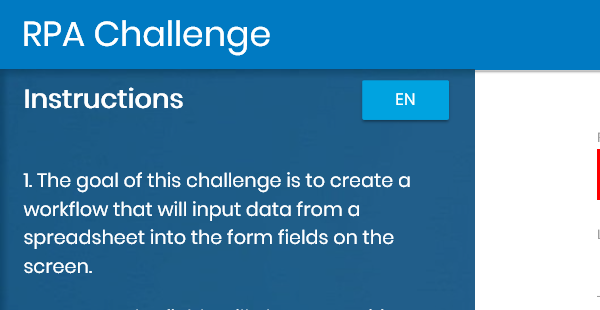 RPA Challenge
Instructions
EN
1. The goal of this challenge is to create a
workflow that will input data from a
spreadsheet into the form fields on the
screen.